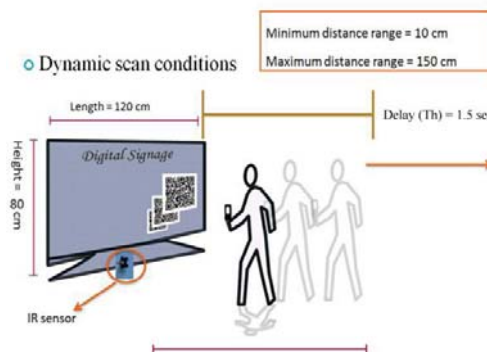 Minimum distance range = 10 cm
Maximum distance range = 150 cm
Dynamic scan conditions
Length = 120 cm
Delay (Th) = 1.5 se
Height = 80 cm
Digital Signage
IR sensor